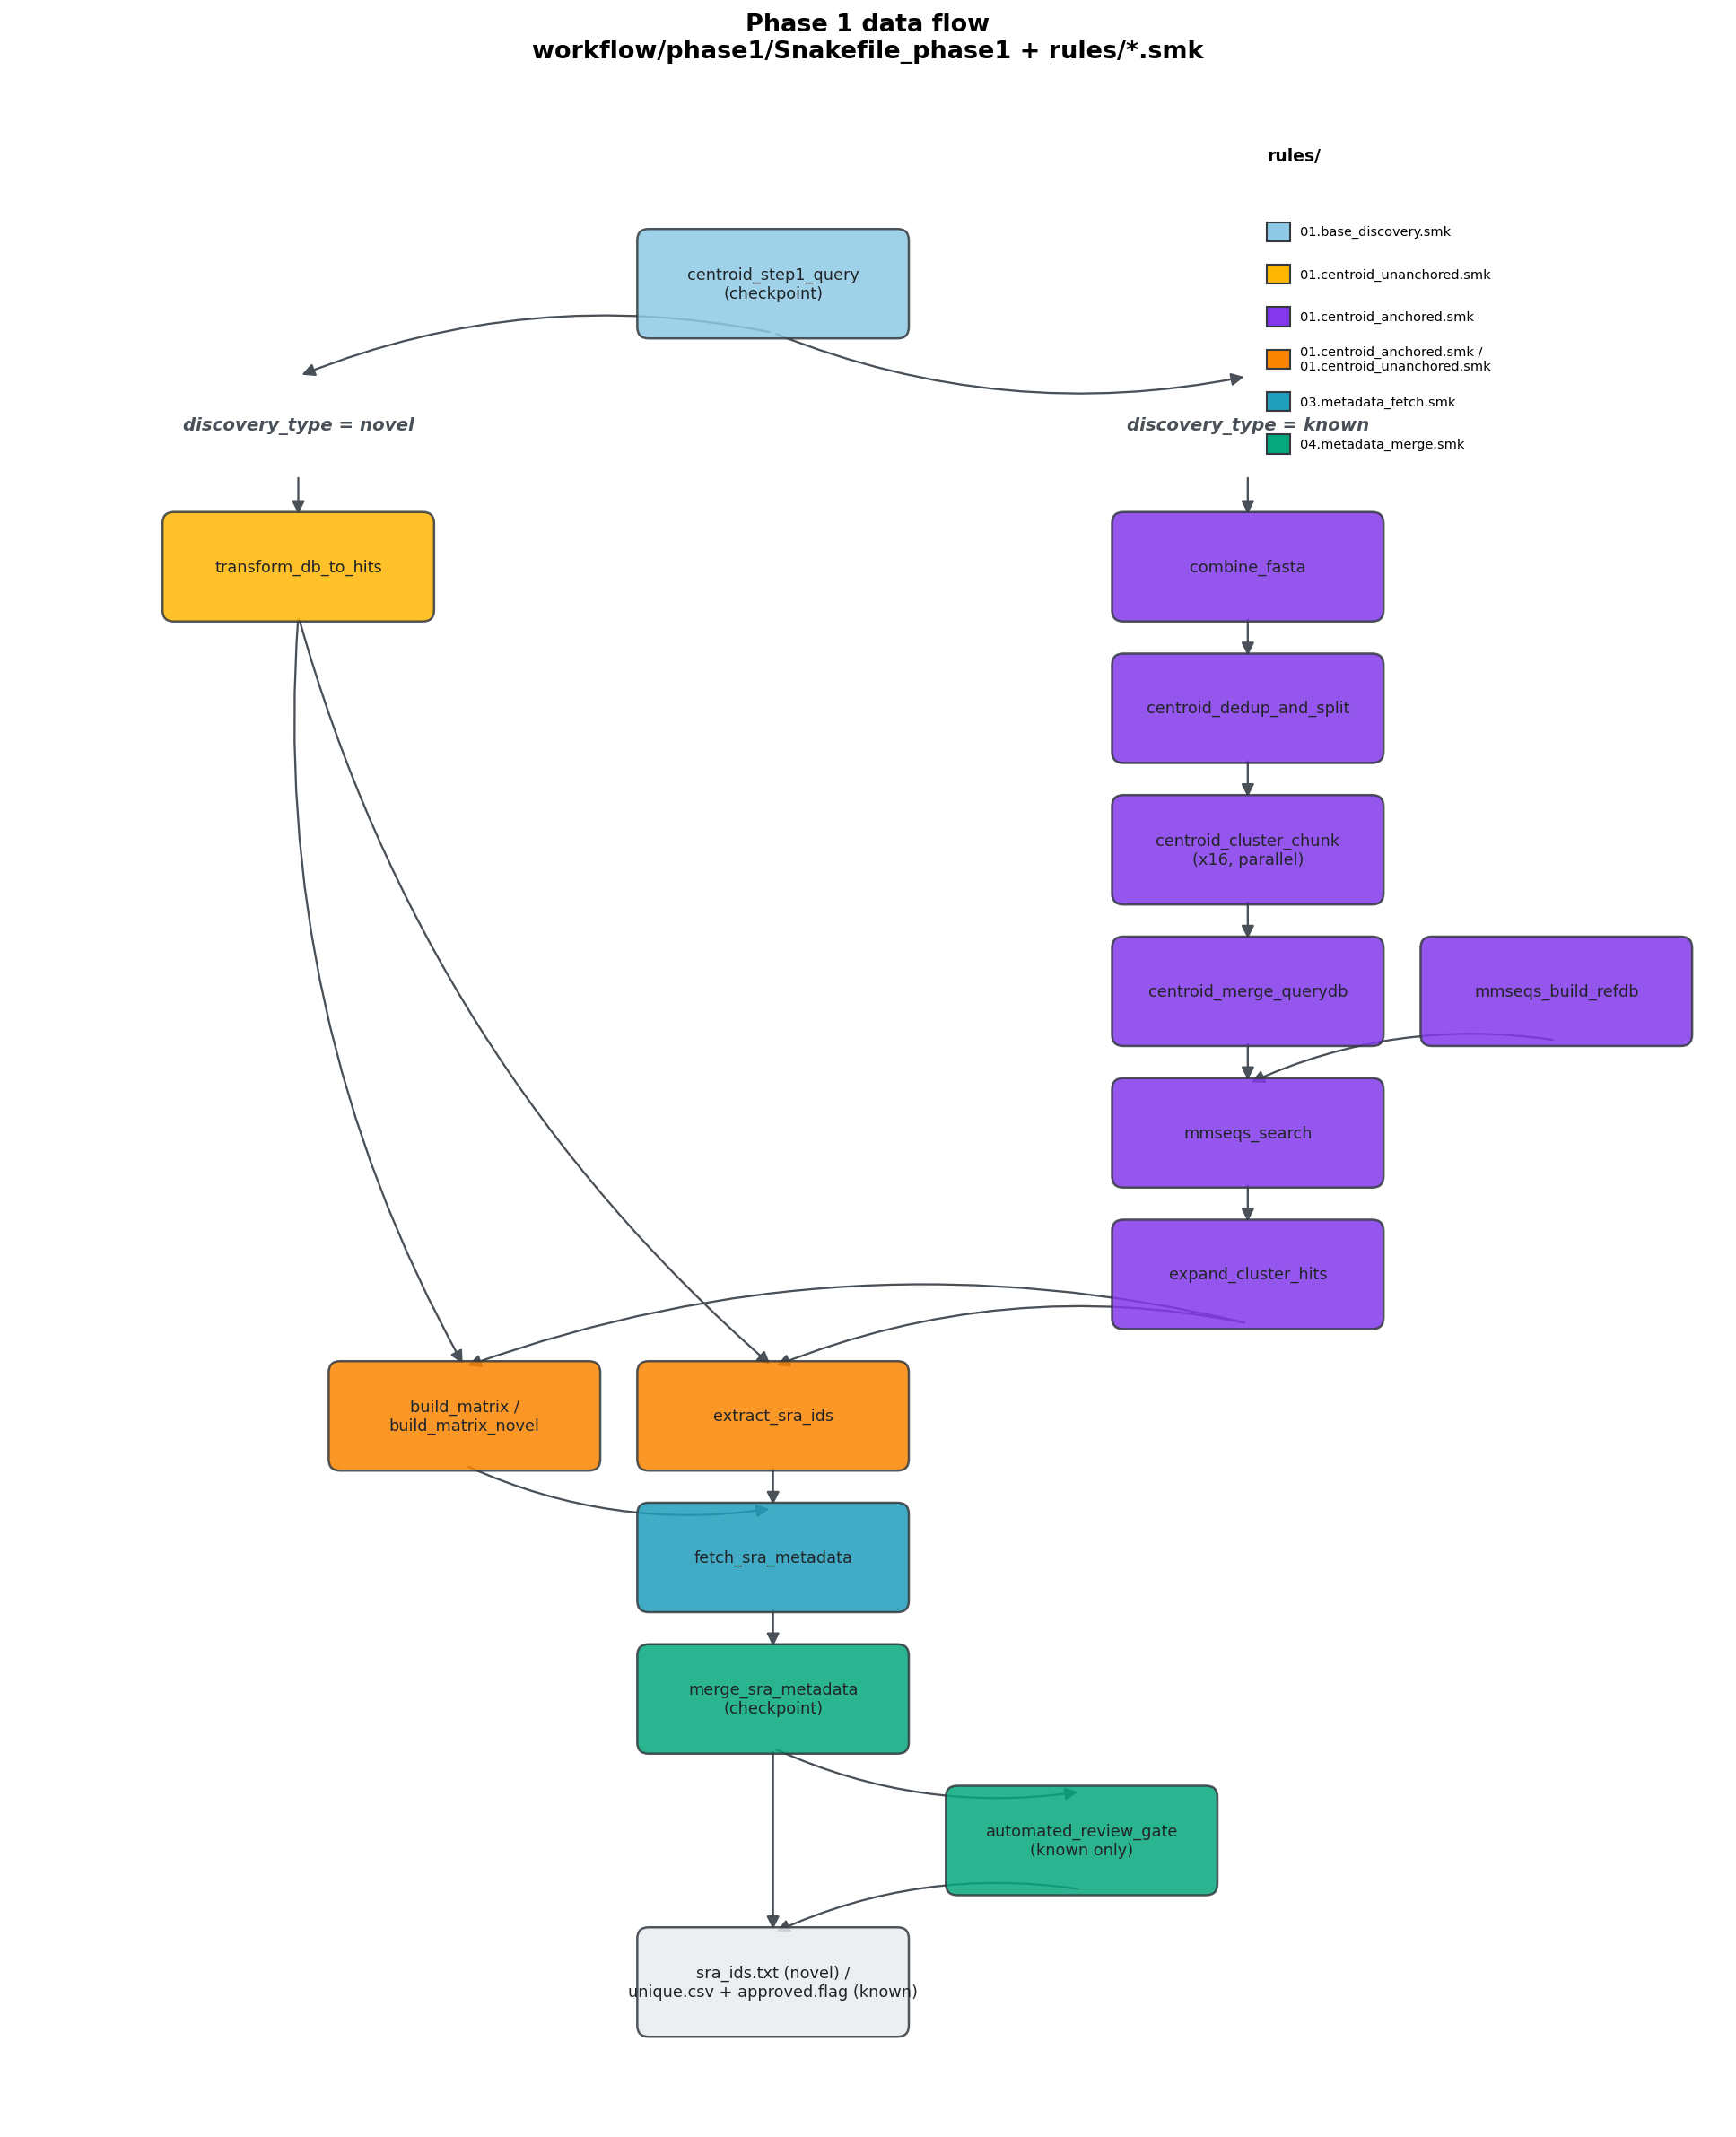 Phase 1 data flow
workflow/phase1/Snakefile_phase1 + rules/*.smk
rules/
01.base_discovery.smk
01.centroid_unanchored.smk
01.centroid_anchored.smk
01.centroid_anchored.smk /
01.centroid_unanchored.smk
03.metadata_fetch.smk
04.metadata_merge.smk
centroid_step1_query
(checkpoint)
discovery_type = novel
discovery_type = known
transform_db_to_hits
combine_fasta
centroid_dedup_and_split
centroid_cluster_chunk
(x16, parallel)
centroid_merge_querydb
mmseqs_build_refdb
mmseqs_search
expand_cluster_hits
build_matrix /
build_matrix_novel
extract_sra_ids
fetch_sra_metadata
merge_sra_metadata
(checkpoint)
automated_review_gate
(known only)
sra_ids.txt (novel) /
unique.csv + approved.flag (known)